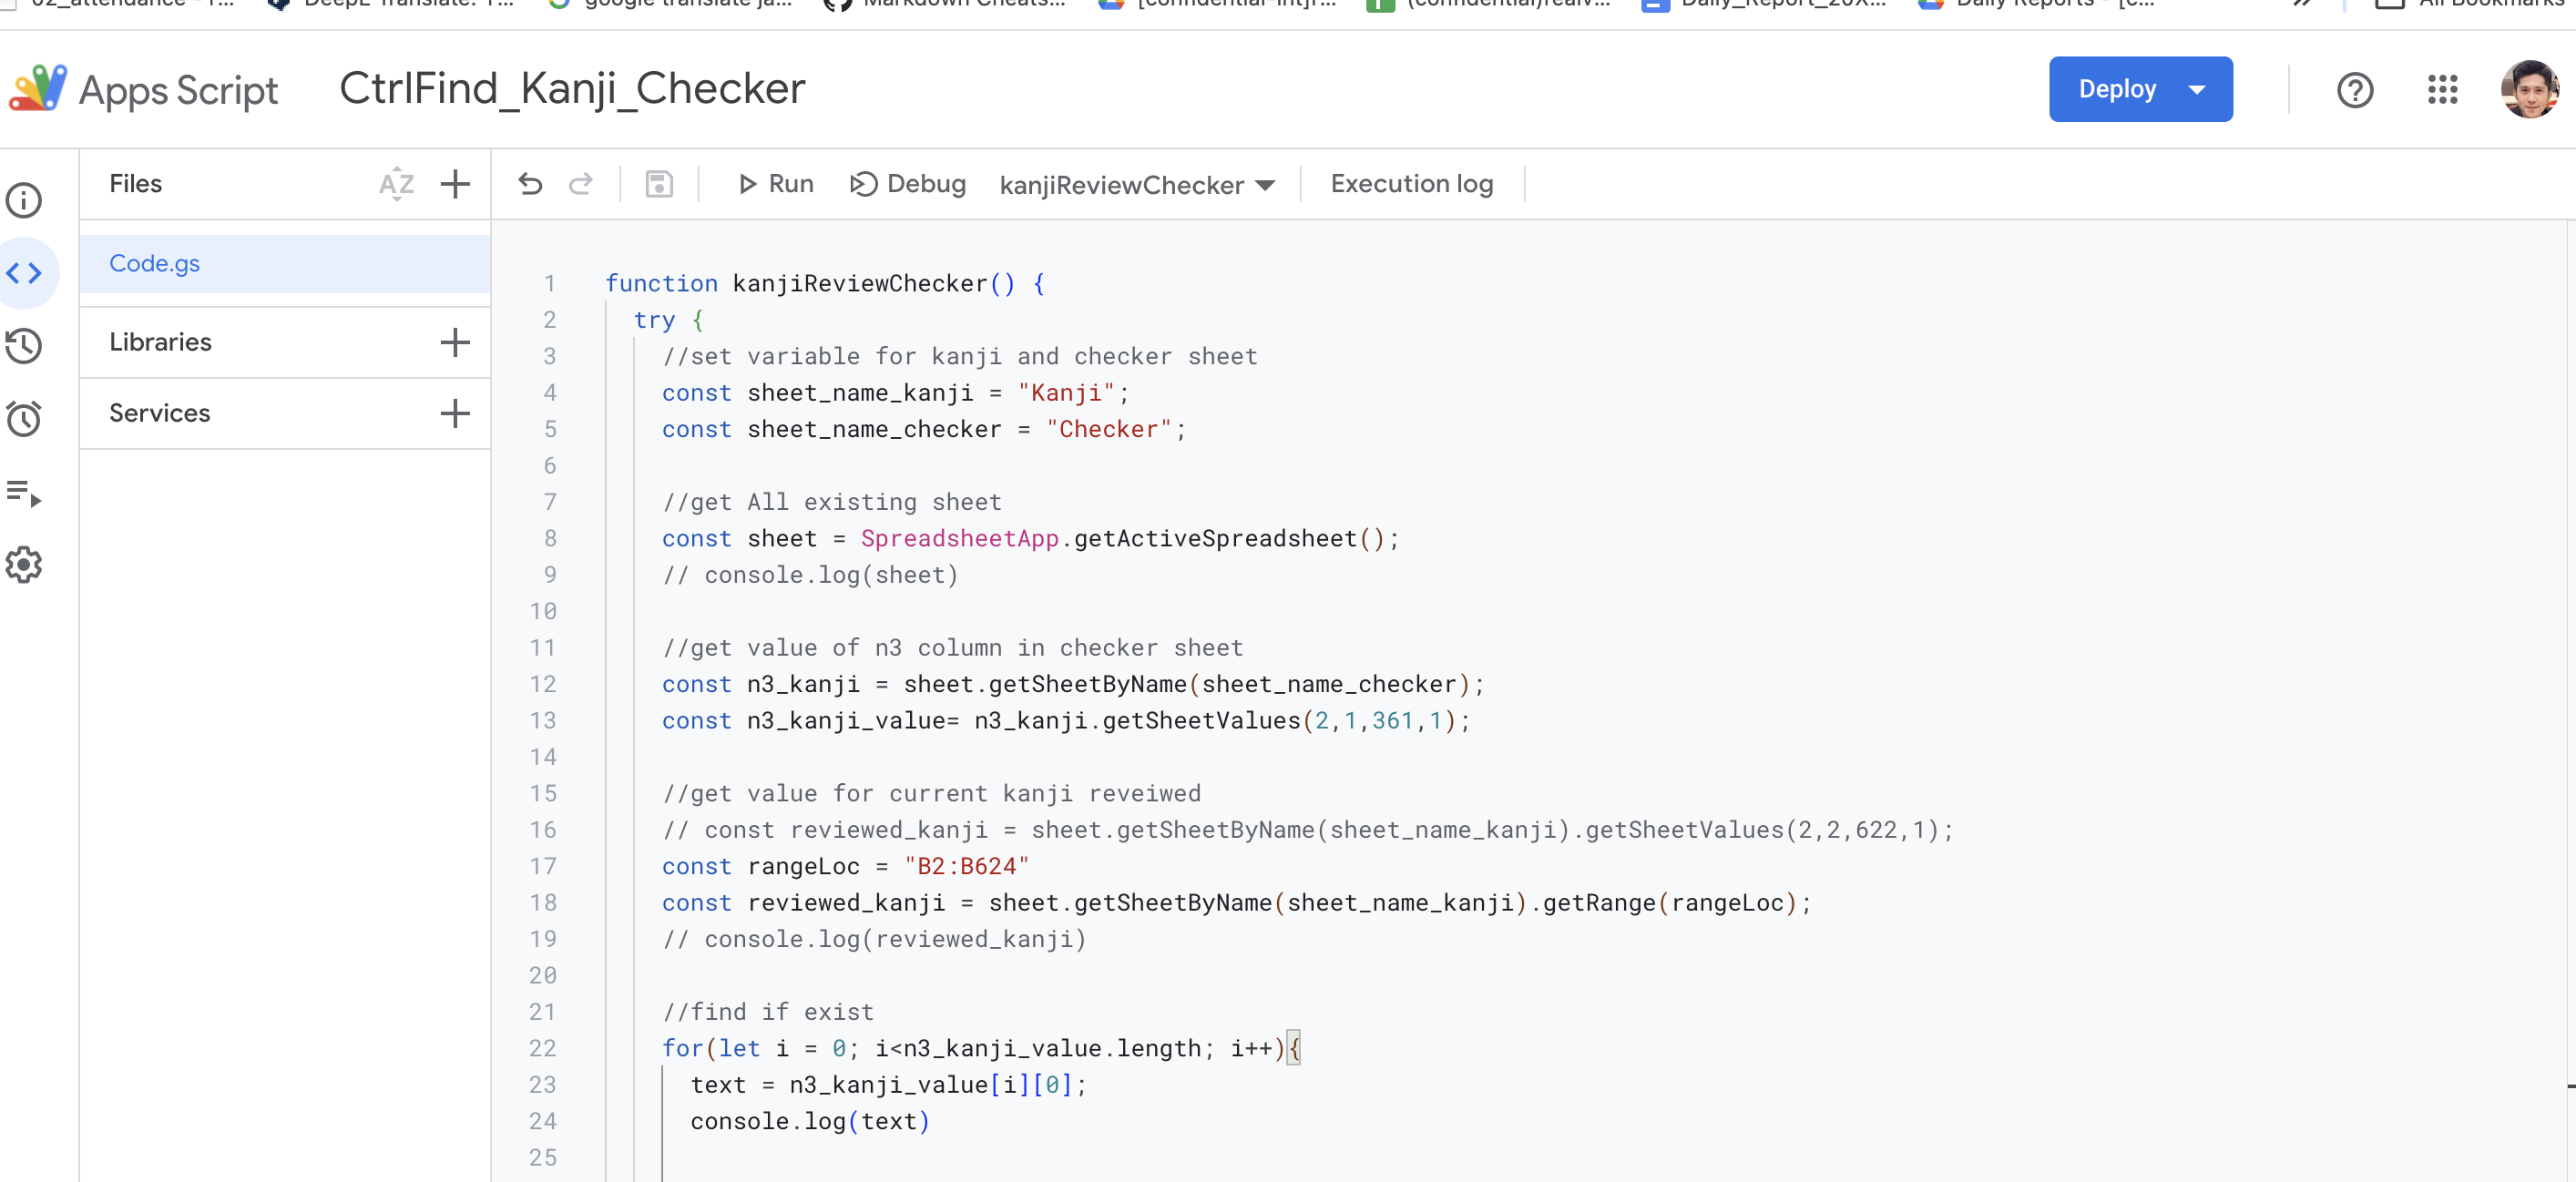 02_attendance - T...
DeepL Translate: T...
google translate ja...
Markdown Cheats...
[confidential-int]...
(confidential)...
Daily_Report_20X...
Daily Reports - [c...
»
All Bookmarks
Apps Script
CtrlFind_Kanji_Checker
Deploy
Files
AZ
Run
Debug
kanjiReviewChecker
Execution log
Code.gs
Libraries
Services
1 function kanjiReviewChecker() {
2 try {
3 //set variable for kanji and checker sheet
4 const sheet_name_kanji = "Kanji";
5 const sheet_name_checker = "Checker";
6
7 //get All existing sheet
8 const sheet = SpreadsheetApp.getActiveSpreadsheet();
9 // console.log(sheet)
10
11 //get value of n3 column in checker sheet
12 const n3_kanji = sheet.getSheetByName(sheet_name_checker);
13 const n3_kanji_value= n3_kanji.getSheetValues(2,1,361,1);
14
15 //get value for current kanji reveiwed
16 // const reviewed_kanji = sheet.getSheetByName(sheet_name_kanji).getSheetValues(2,2,622,1);
17 const rangeLoc = "B2:B624"
18 const reviewed_kanji = sheet.getSheetByName(sheet_name_kanji).getRange(rangeLoc);
19 // console.log(reviewed_kanji)
20
21 //find if exist
22 for(let i = 0; i<n3_kanji_value.length; i++){
23 text = n3_kanji_value[i][0];
24 console.log(text)
25